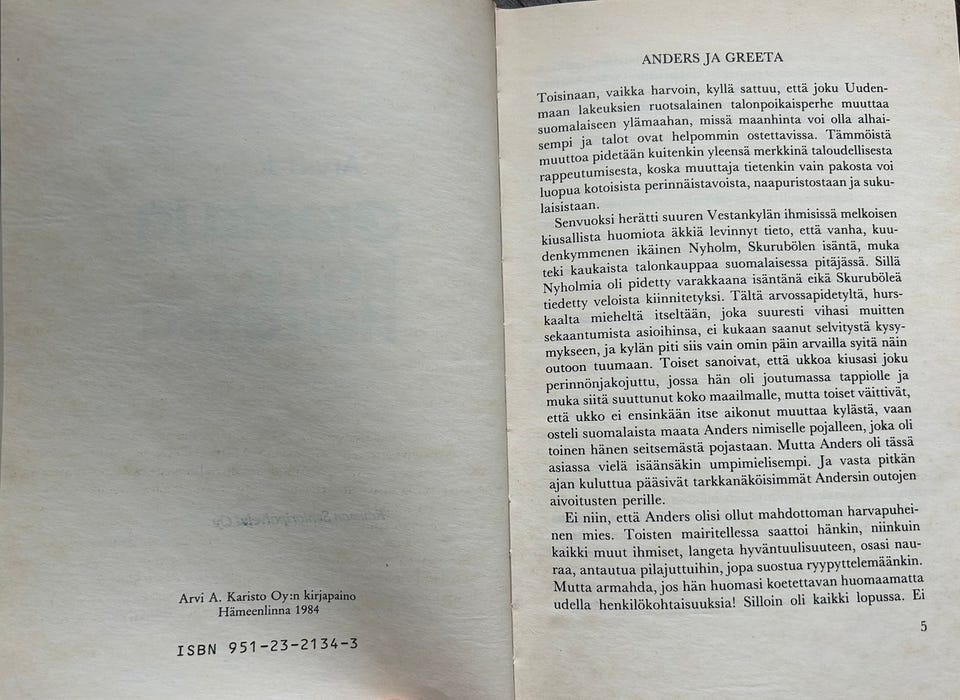 Arvi A. Karisto Oy:n kirjapaino
Hämeenlinna 1984
ISBN 951-23-2134-3
ANDERS JA GREETA
Toisinaan, vaikka harvoin, kyllä sattuu, että joku Uuden-
maan lakeuksien ruotsalainen talonpoikaisperhe muuttaa
suomalaiseen ylämaahan, missä maanhinta voi olla alhai-
sempi ja talot ovat helpommin ostettavissa. Tämmöistä
muuttoa pidetään kuitenkin yleensä merkkinä taloudellisesta
rappeutumisesta, koska muuttaja tietenkin vain pakosta voi
luopua kotoisista perinnäistavoista, naapuristostaan ja suku-
laisistaan.
Senvuoksi herätti suuren Vestankylän ihmisissä melkoisen
kiusallista huomiota äkkiä levinnyt tieto, että vanha, kuu-
denkymmenen ikäinen Nyholm, Skurubölen isäntä, muka
teki kaukaista talonkauppaa suomalaisessa pitäjässä. Sillä
Nyholmia oli pidetty varakkaana isäntänä eikä Skuruböleä
tiedetty veloista kiinnitetyksi. Tältä arvossapidetyltä, hurs-
kaalta mieheltä itseltään, joka suuresti vihasi muitten
sekaantumista asioihinsa, ei kukaan saanut selvitystä kysy-
mykseen, ja kylän piti siis vain omin päin arvailla syitä näin
outoon tuumaan. Toiset sanoivat, että ukkoa kiusasi joku
perinnönjakojuttu, jossa hän oli joutumassa tappiolle ja
muka siitä suuttunut koko maailmalle, mutta toiset väittivät,
että ukko ei ensinkään itse aikonut muuttaa kylästä, vaan
osteli suomalaista maata Anders nimiselle pojalleen, joka oli
toinen hänen seitsemästä pojastaan. Mutta Anders oli tässä
asiassa vielä isäänsäkin umpimielisempi. Ja vasta pitkän
ajan kuluttua pääsivät tarkkanäköisimmät Andersin outojen
aivoitusten perille.
Ei niin, että Anders olisi ollut mahdottoman harvapuhei-
nen mies. Toisten mairitellessa saattoi hänkin, niinkuin
kaikki muut ihmiset, langeta hyväntuulisuuteen, osasi nau-
raa, antautua pilajuttuihin, jopa suostua ryypyttelemäänkin.
Mutta armahda, jos hän huomasi koetettavan huomaamatta
udella henkilökohtaisuuksia! Silloin oli kaikki lopussa. Ei
5